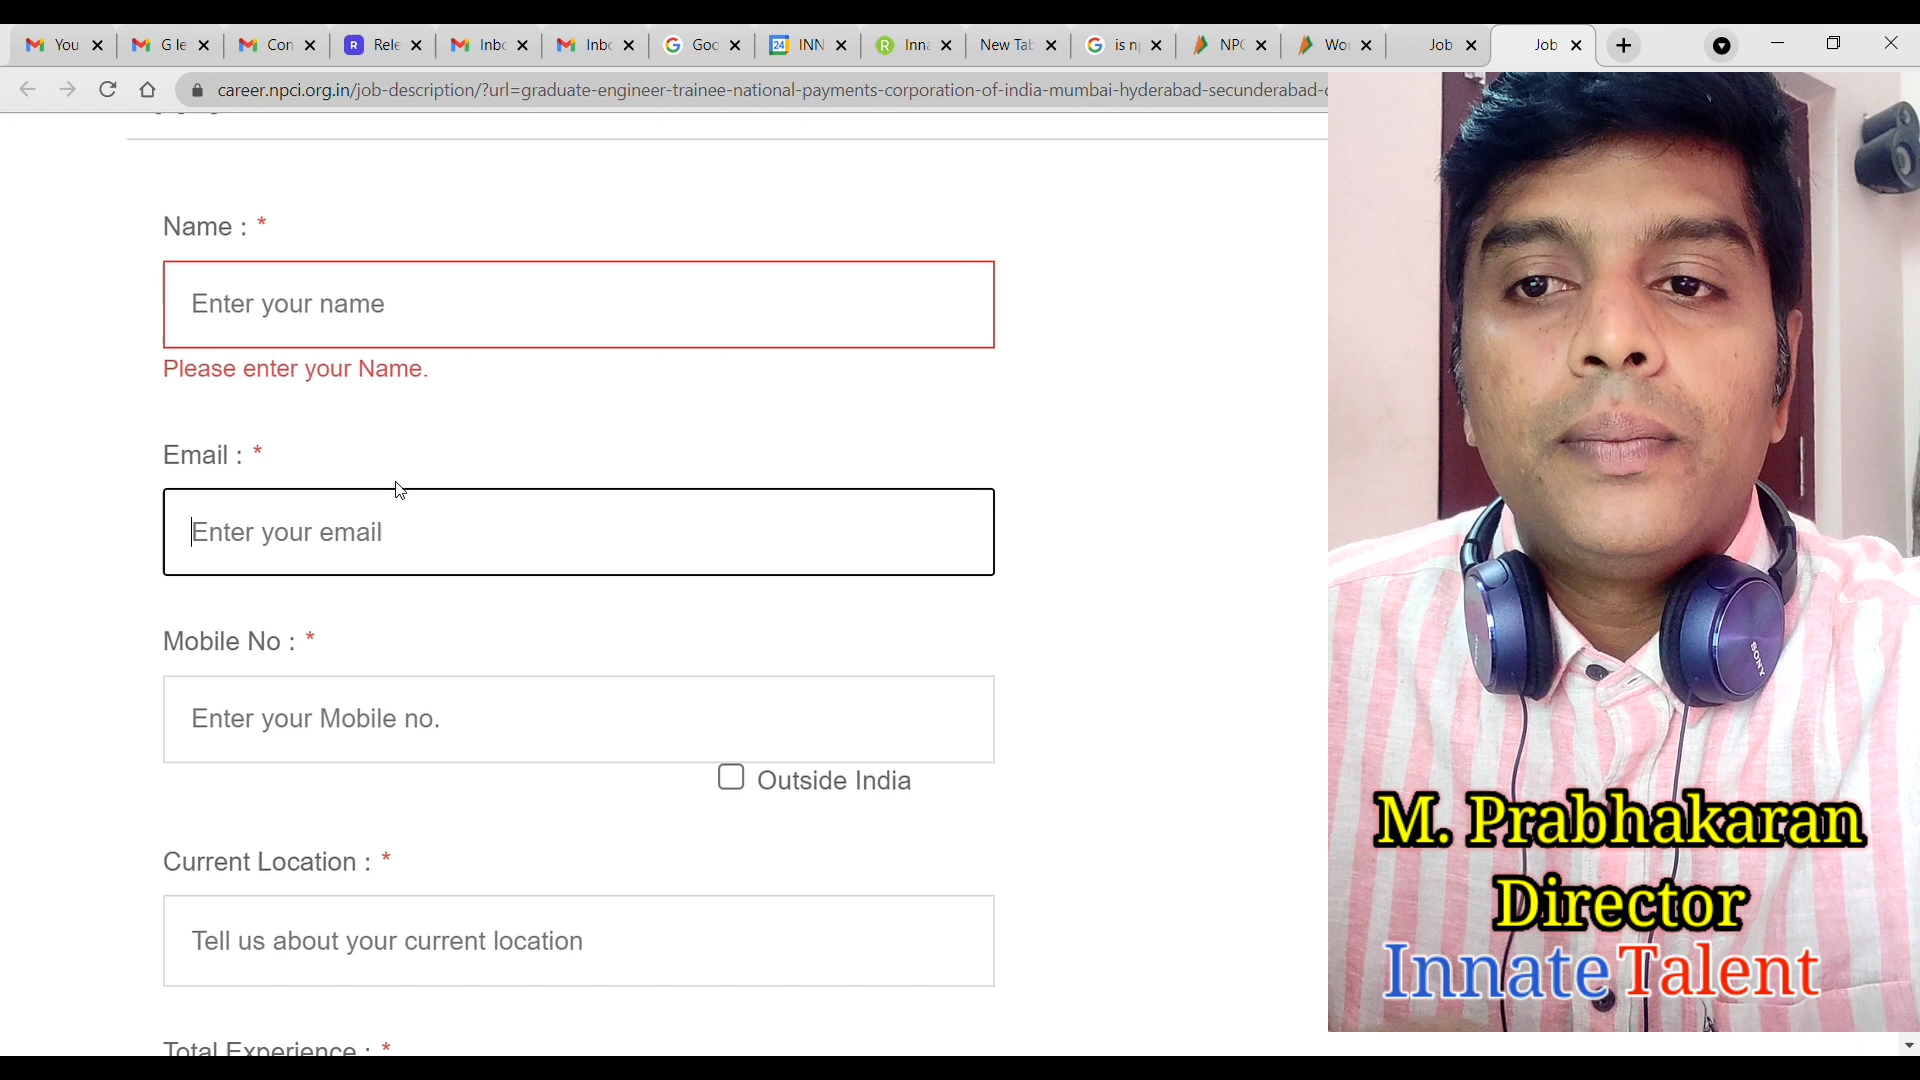 You
G le
Con
Rele
Inbo
Inbo
Goo
INN
Inna
New Tab
is n
NPC
Wo
Job
Job
career.npci.org.in/job-description/?url=graduate-engineer-trainee-national-payments-corporation-of-india-mumbai-hyderabad-secunderabad-c
Name : *
Enter your name
Please enter your Name.
Email : *
Enter your email
Mobile No : *
Enter your Mobile no.
Outside India
Current Location : *
Tell us about your current location
Total Experience : *
SONY
M. Prabhakaran
Director
Innate Talent